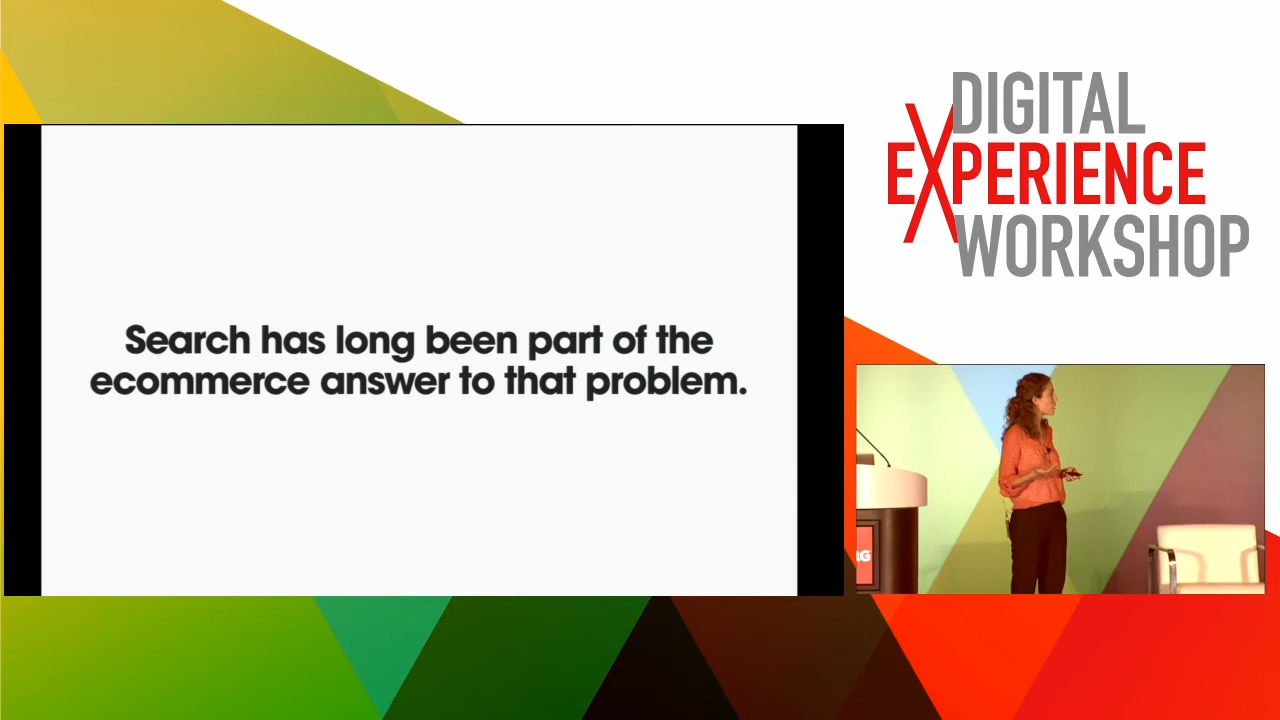 DIGITAL
EXPERIENCE
WORKSHOP
Search has long been part of the
ecommerce answer to that problem.